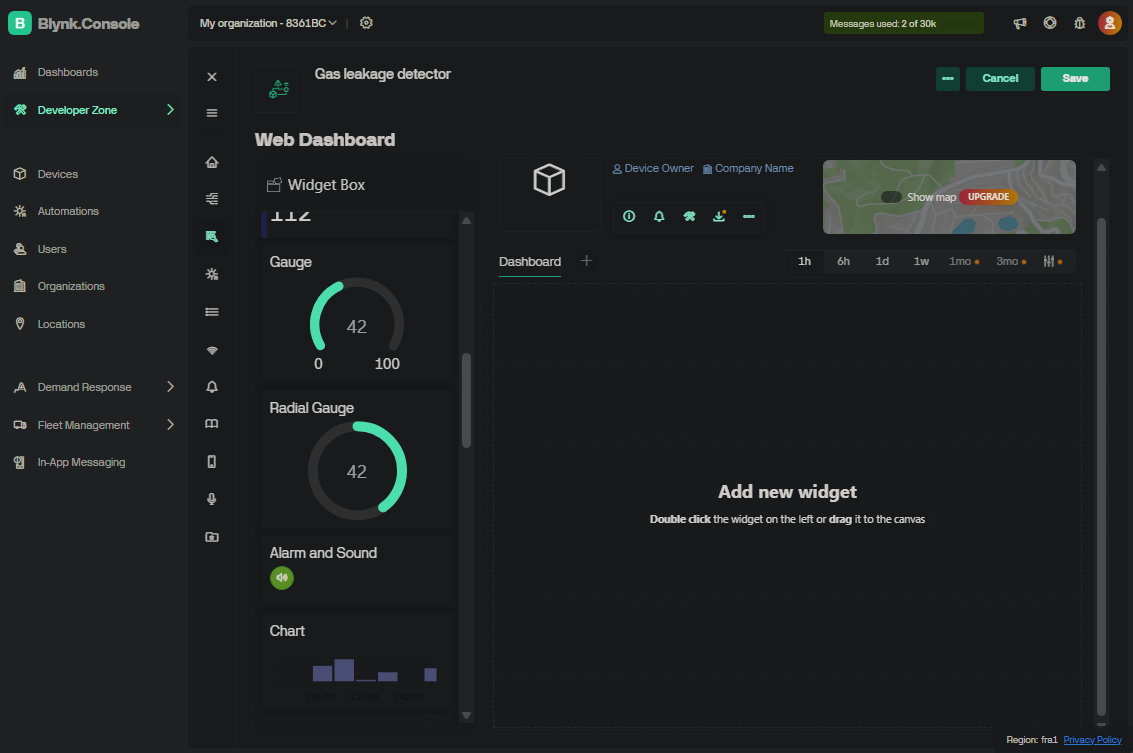 B Blynk.Console
My organization - 8361BC
Messages used: 2 of 30k
Dashboards
Developer Zone
Devices
Automations
Users
Organizations
Locations
Demand Response
Fleet Management
In-App Messaging
Gas leakage detector
Cancel
Save
Web Dashboard
Widget Box
112
Gauge
42
0 100
Radial Gauge
42
Alarm and Sound
Chart
Device Owner Company Name
Show map UPGRADE
Dashboard
1h 6h 1d 1w 1mo 3mo
Add new widget
Double click the widget on the left or drag it to the canvas
Region: fra1 Privacy Policy